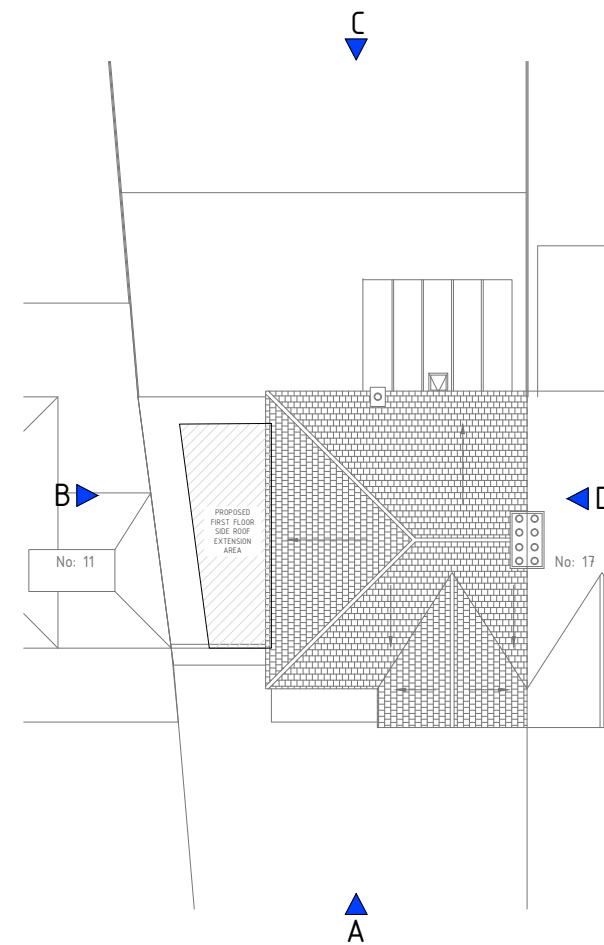 C
B
D
PROPOSED
FIRST FLOOR
SIDE ROOF
EXTENSION
AREA
No: 11
No: 17
A